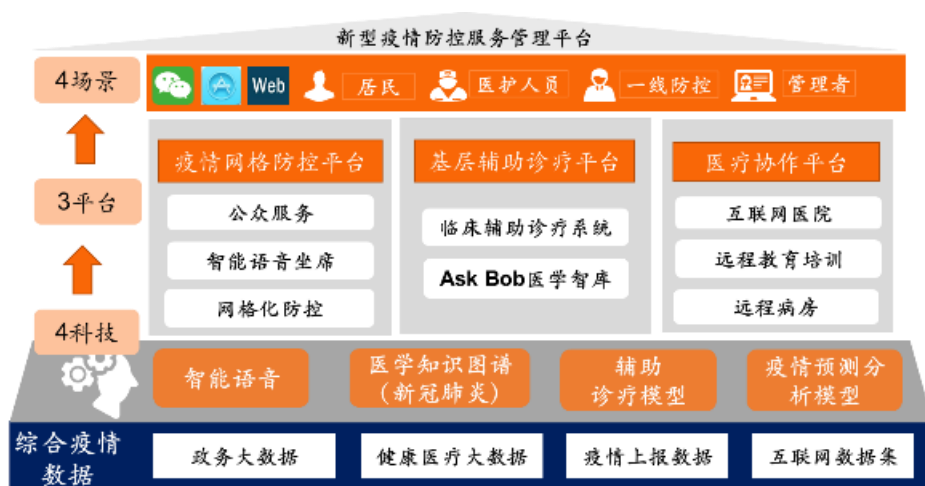 新型疫情防控服务管理平台
4场景
Web
居民
医护人员
一线防控
管理者
3平台
疫情网格防控平台
公众服务
智能语音坐席
网格化防控
基层辅助诊疗平台
临床辅助诊疗系统
Ask Bob医学智库
医疗协作平台
互联网医院
远程教育培训
远程病房
4科技
智能语音
医学知识图谱
(新冠肺炎)
辅助
诊疗模型
疫情预测分
析模型
综合疫情
数据
政务大数据
健康医疗大数据
疫情上报数据
互联网数据集